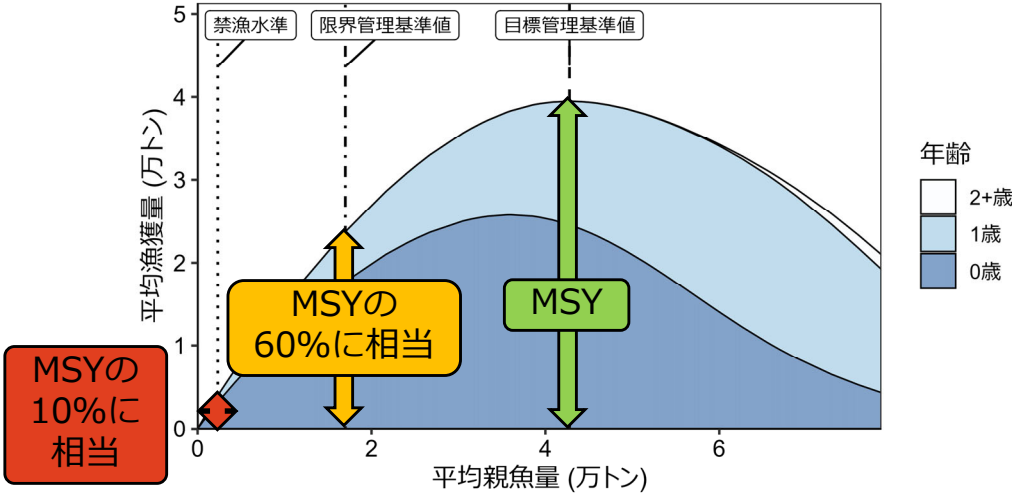 禁漁水準
限界管理基準値
目標管理基準値
平均漁獲量 (万トン)
5
4
3
2
1
0
MSYの
10%に
相当
MSYの
60%に相当
MSY
0
2
4
6
平均親魚量 (万トン)
年齢
2+歳
1歳
0歳